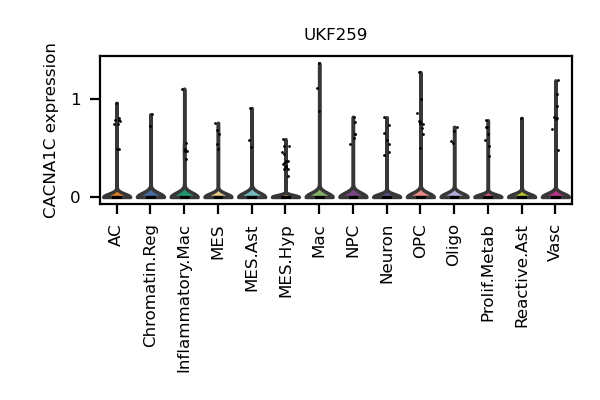 UKF259
CACNA1C expression
1
0
AC
Chromatin.Reg
Inflammatory.Mac
MES
MES.Ast
MES.Hyp
Mac
NPC
Neuron
OPC
Oligo
Prolif.Metab
Reactive.Ast
Vasc